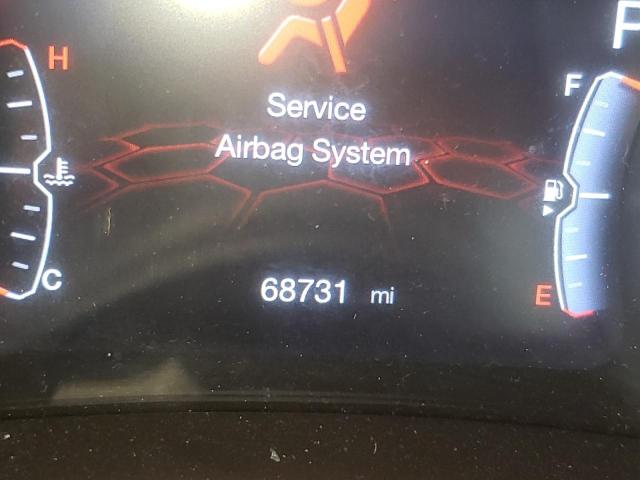 P
H
F
Service
Airbag System
C
68731 mi
E